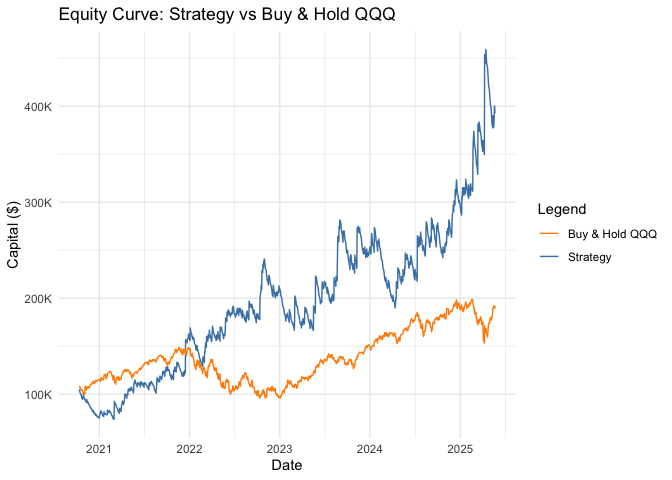 Equity Curve: Strategy vs Buy & Hold QQQ
Capital ($)
400K
300K
200K
100K
2021
2022
2023
2024
2025
Date
Legend
Buy & Hold QQQ
Strategy